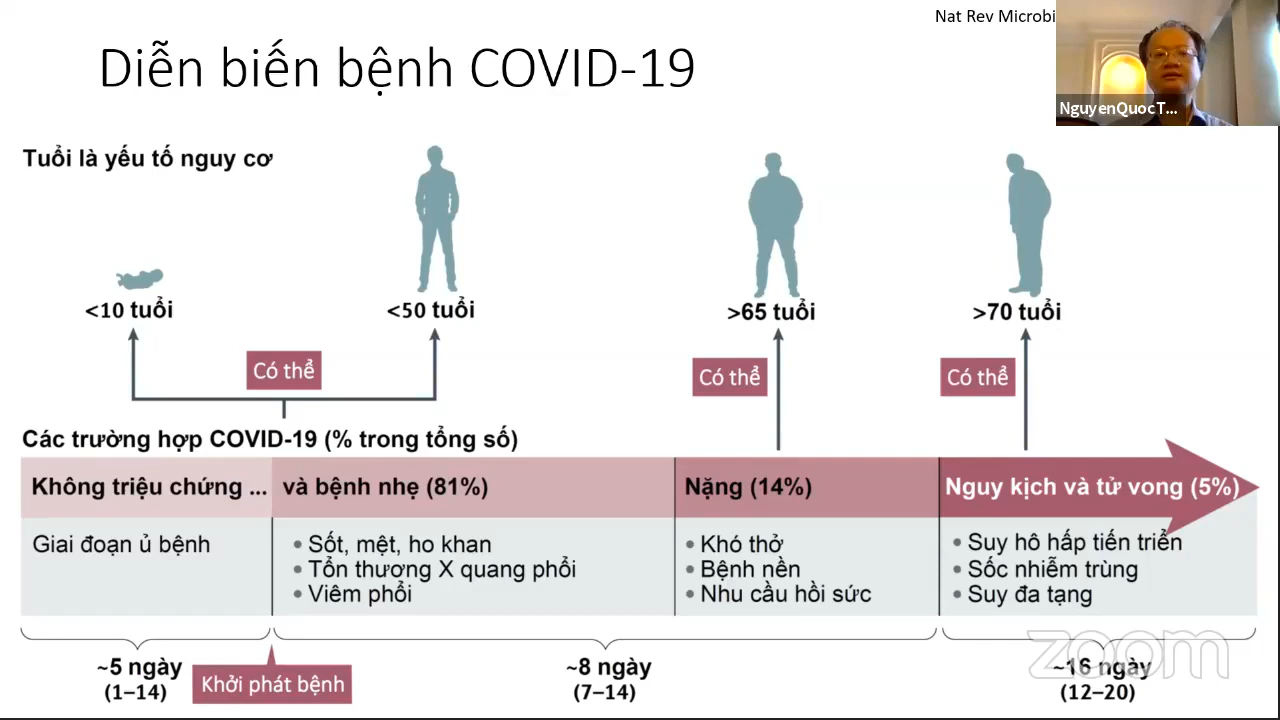 Nat Rev Microbi
Diễn biến bệnh COVID-19
NguyenQuocT...
Tuổi là yếu tố nguy cơ
<10 tuổi
<50 tuổi
>65 tuổi
>70 tuổi
Có thể
Có thể
Có thể
Các trường hợp COVID-19 (% trong tổng số)
Không triệu chứng ...
và bệnh nhẹ (81%)
Nặng (14%)
Nguy kịch và tử vong (5%)
Giai đoạn ủ bệnh
• Sốt, mệt, ho khan
• Tổn thương X quang phổi
• Viêm phổi
• Khó thở
• Bệnh nền
• Nhu cầu hồi sức
• Suy hô hấp tiến triển
• Sốc nhiễm trùng
• Suy đa tạng
~5 ngày
(1–14)
Khởi phát bệnh
~8 ngày
(7–14)
~16 ngày
(12–20)
zoom